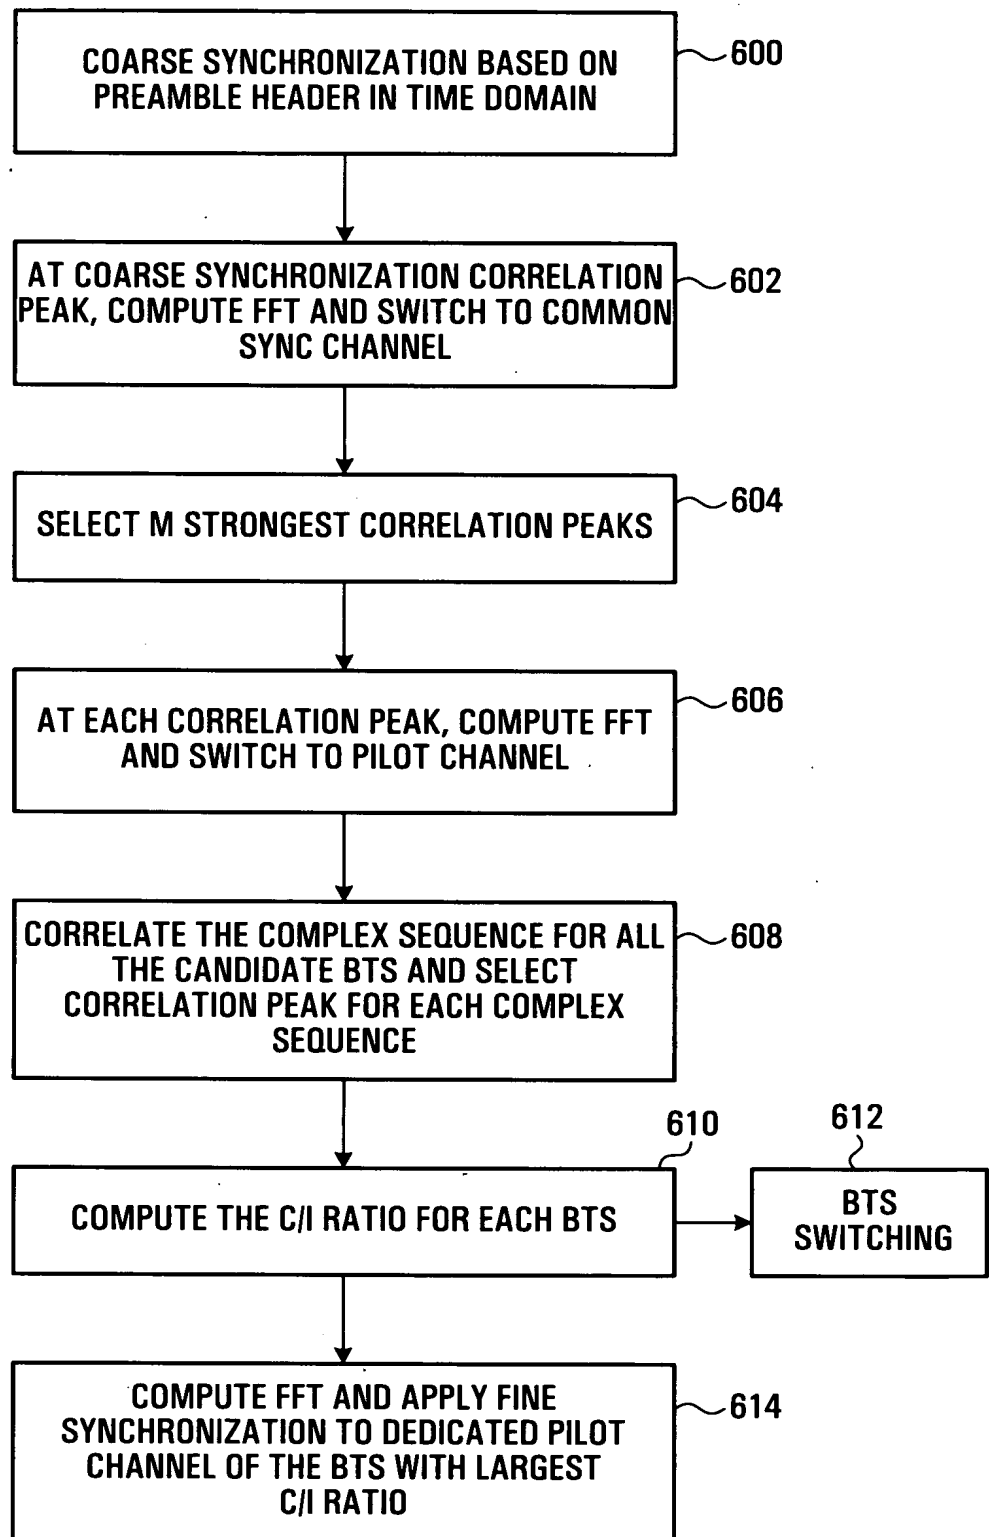 COARSE SYNCHRONIZATION BASED ON
PREAMBLE HEADER IN TIME DOMAIN
600
AT COARSE SYNCHRONIZATION CORRELATION
PEAK, COMPUTE FFT AND SWITCH TO COMMON
SYNC CHANNEL
602
SELECT M STRONGEST CORRELATION PEAKS
604
AT EACH CORRELATION PEAK, COMPUTE FFT
AND SWITCH TO PILOT CHANNEL
606
CORRELATE THE COMPLEX SEQUENCE FOR ALL
THE CANDIDATE BTS AND SELECT
CORRELATION PEAK FOR EACH COMPLEX
SEQUENCE
608
COMPUTE THE C/I RATIO FOR EACH BTS
610
BTS
SWITCHING
612
COMPUTE FFT AND APPLY FINE
SYNCHRONIZATION TO DEDICATED PILOT
CHANNEL OF THE BTS WITH LARGEST
C/I RATIO
614